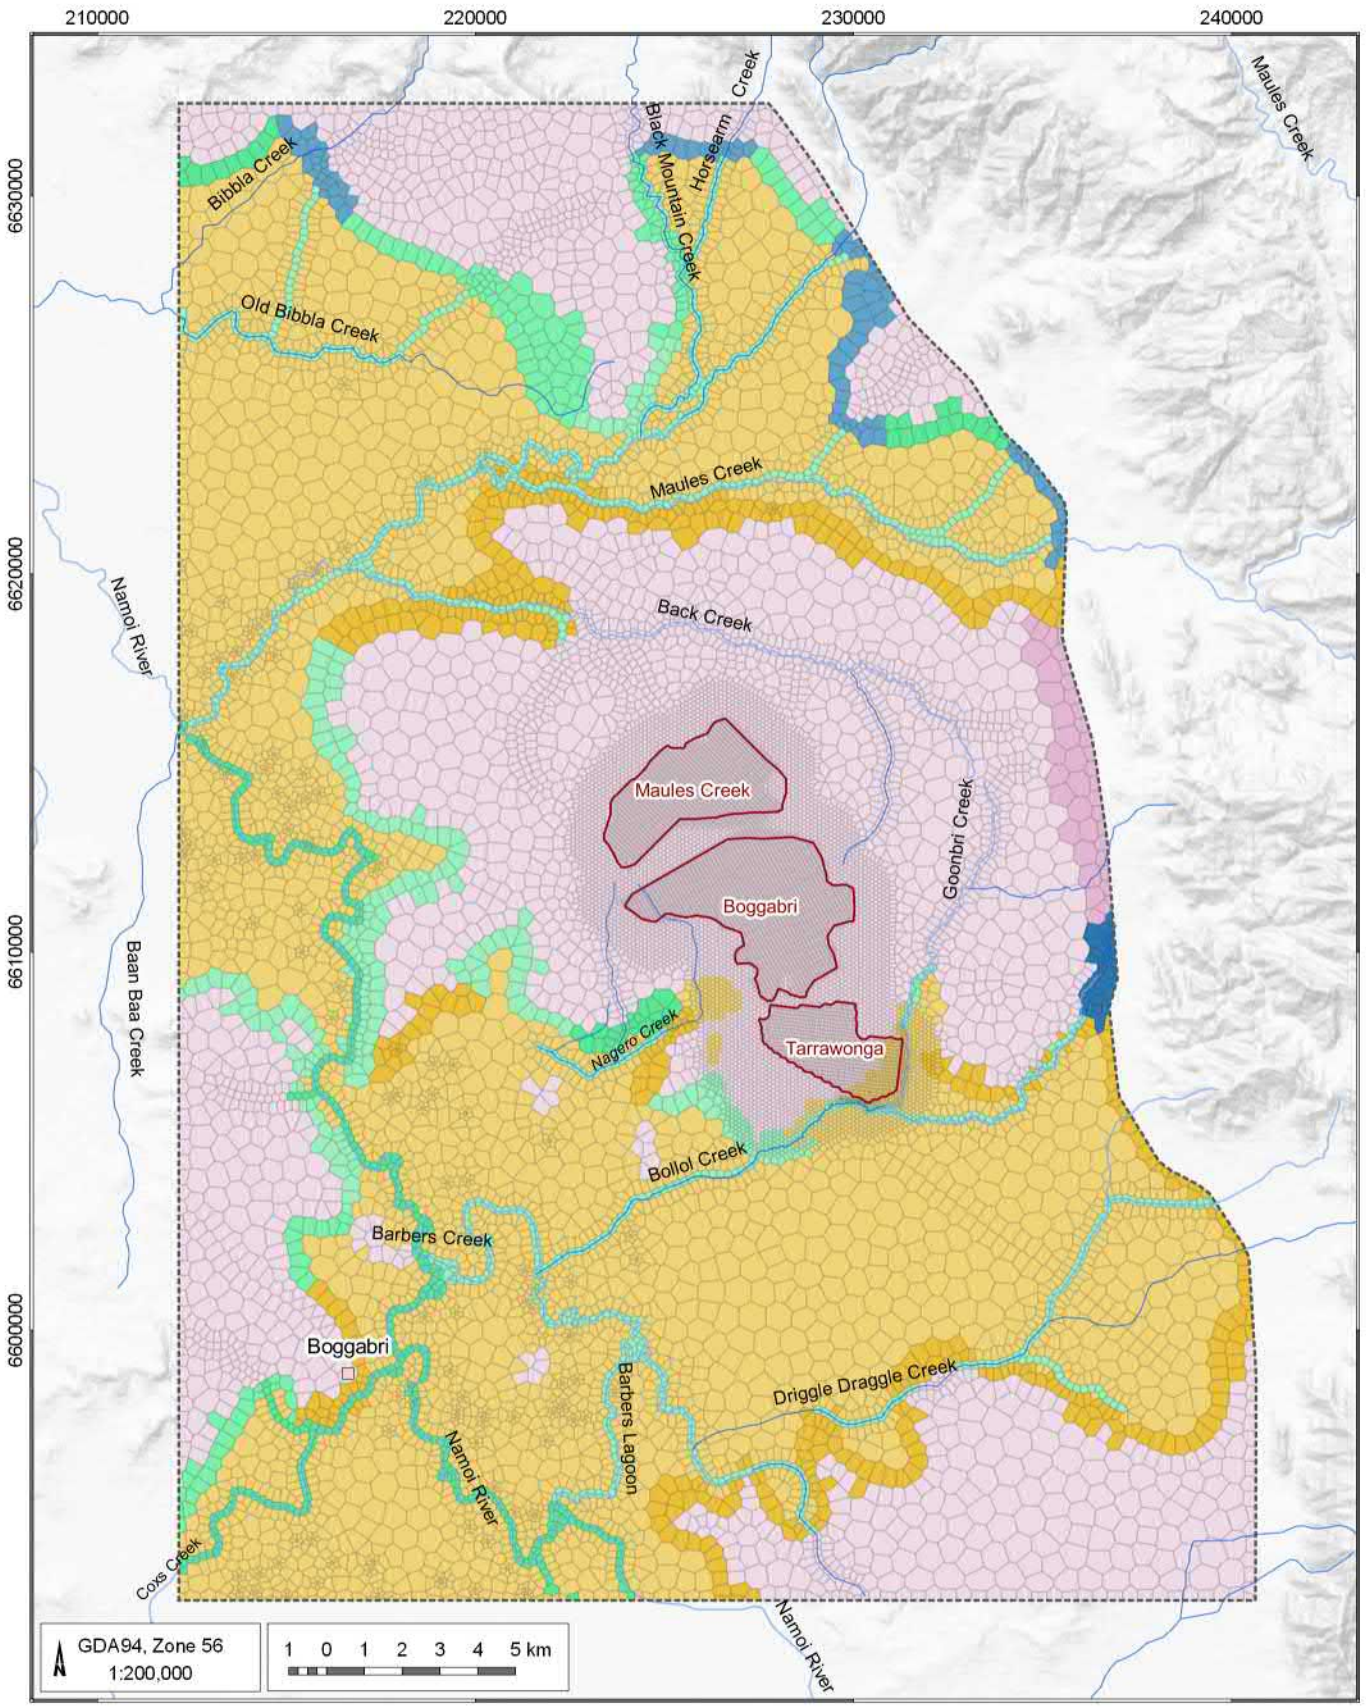 210000
220000
230000
240000
Maules Creek
Black Mountain Creek
Horsearm Creek
Bibbla Creek
6630000
Old Bibbla Creek
Maules Creek
6620000
Namoi River
Back Creek
Maules Creek
Goonbri Creek
Boggabri
6610000
Baan Baa Creek
Nagero Creek
Tarrawonga
Bollol Creek
Barbers Creek
6600000
Boggabri
Driggle Draggle Creek
Barbers Lagoon
Namoi River
Coxs Creek
Namoi River
GDA94, Zone 56
1:200,000
N
1 0 1 2 3 4 5 km